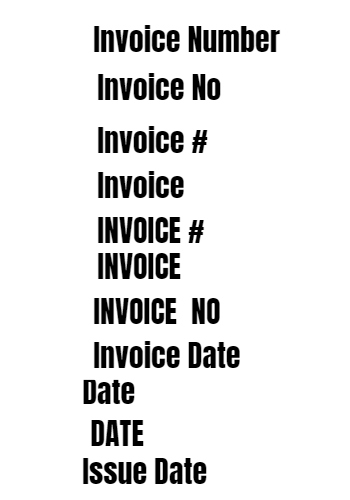 Invoice Number
Invoice No
Invoice #
Invoice
INVOICE #
INVOICE
INVOICE NO
Invoice Date
Date
DATE
Issue Date